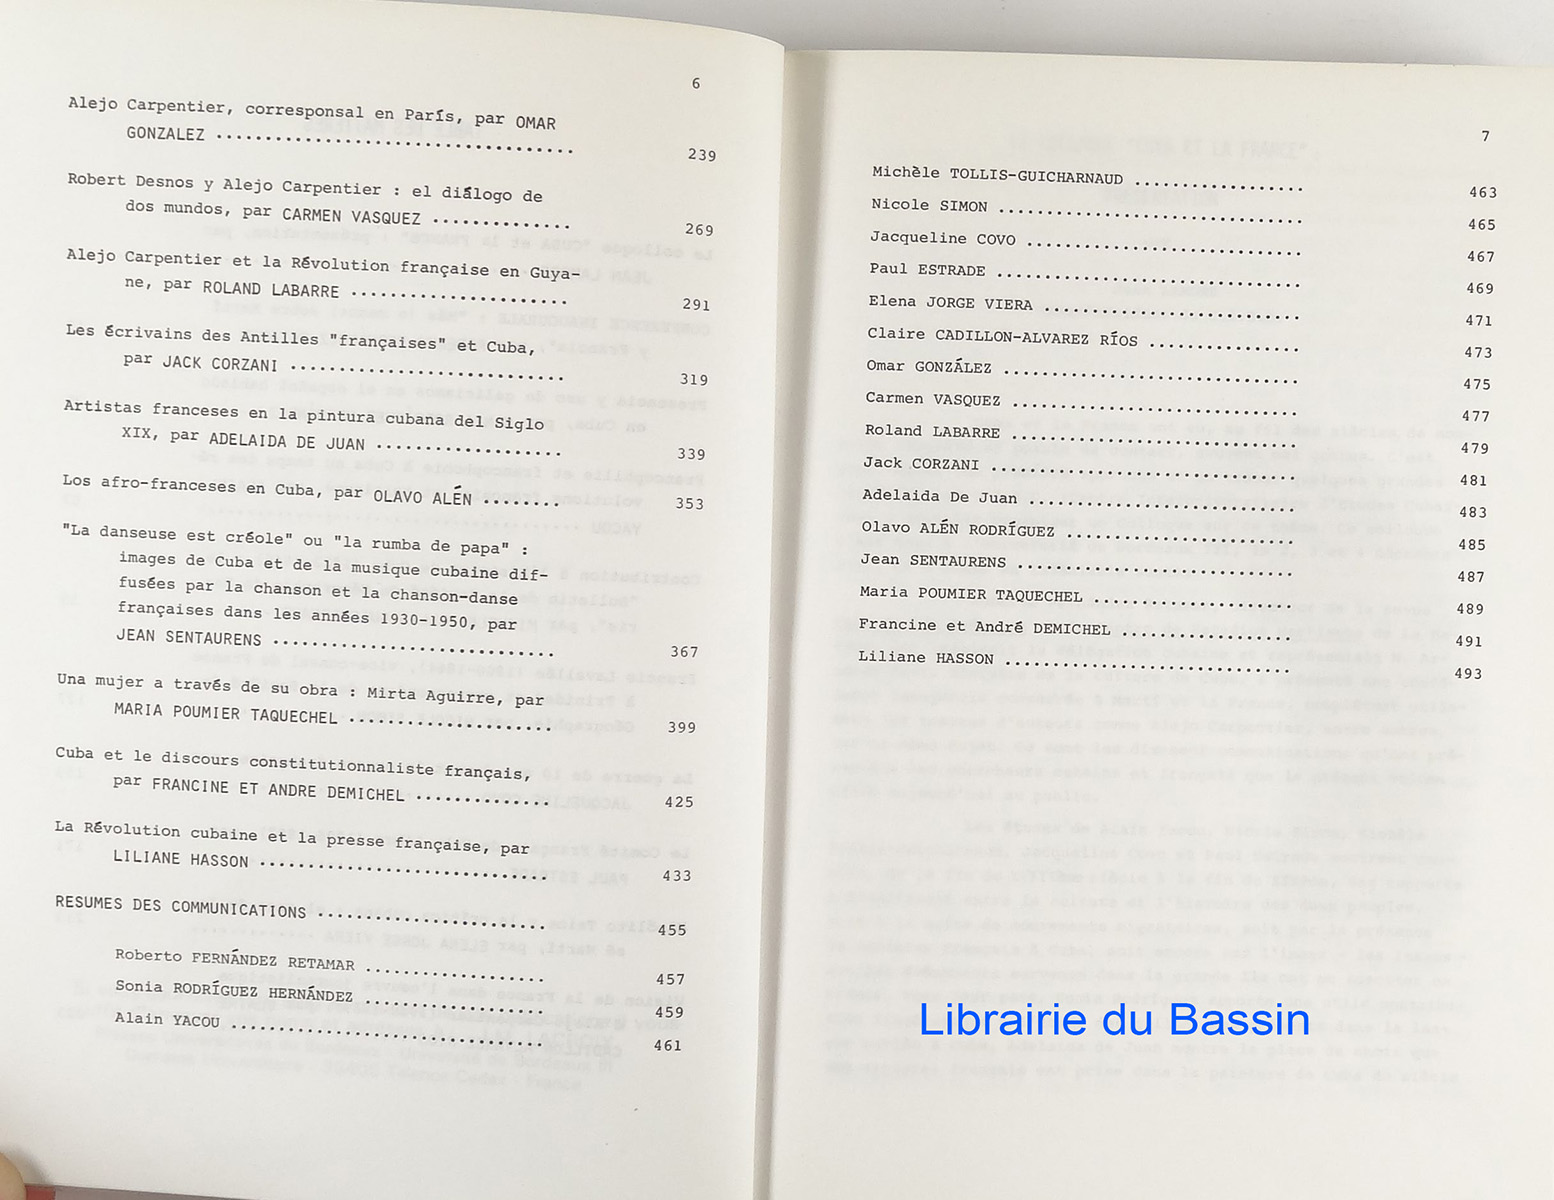 6
Alejo Carpentier, corresponsal en París, par OMAR
GONZALEZ ..................................... 239
Robert Desnos y Alejo Carpentier : el diálogo de
dos mundos, par CARMEN VASQUEZ .............. 269
Alejo Carpentier et la Révolution française en Guya-
ne, par ROLAND LABARRE ...................... 291
Les écrivains des Antilles "françaises" et Cuba,
par JACK CORZANI ............................ 319
Artistas franceses en la pintura cubana del Siglo
XIX, par ADELAIDA DE JUAN ................... 339
Los afro-franceses en Cuba, par OLAVO ALÉN ........ 353
"La danseuse est créole" ou "la rumba de papa" :
images de Cuba et de la musique cubaine dif-
fusées par la chanson et la chanson-danse
françaises dans les années 1930-1950, par
JEAN SENTAURENS ............................. 367
Una mujer a través de su obra : Mirta Aguirre, par
MARIA POUMIER TAQUECHEL ..................... 399
Cuba et le discours constitutionnaliste français,
par FRANCINE ET ANDRE DEMICHEL .............. 425
La Révolution cubaine et la presse française, par
LILIANE HASSON .............................. 433
RESUMES DES COMMUNICATIONS ........................ 455
Roberto FERNÁNDEZ RETAMAR ................... 457
Sonia RODRÍGUEZ HERNÁNDEZ ................... 459
Alain YACOU ................................. 461
7
Michèle TOLLIS-GUICHARNAUD .................. 463
Nicole SIMON ................................ 465
Jacqueline COVO ............................. 467
Paul ESTRADE ................................ 469
Elena JORGE VIERA ........................... 471
Claire CADILLON-ALVAREZ RÍOS ................ 473
Omar GONZÁLEZ ............................... 475
Carmen VASQUEZ .............................. 477
Roland LABARRE .............................. 479
Jack CORZANI ................................ 481
Adelaida De Juan ............................ 483
Olavo ALÉN RODRÍGUEZ ........................ 485
Jean SENTAURENS ............................. 487
Maria POUMIER TAQUECHEL ..................... 489
Francine et André DEMICHEL .................. 491
Liliane HASSON .............................. 493
Librairie du Bassin